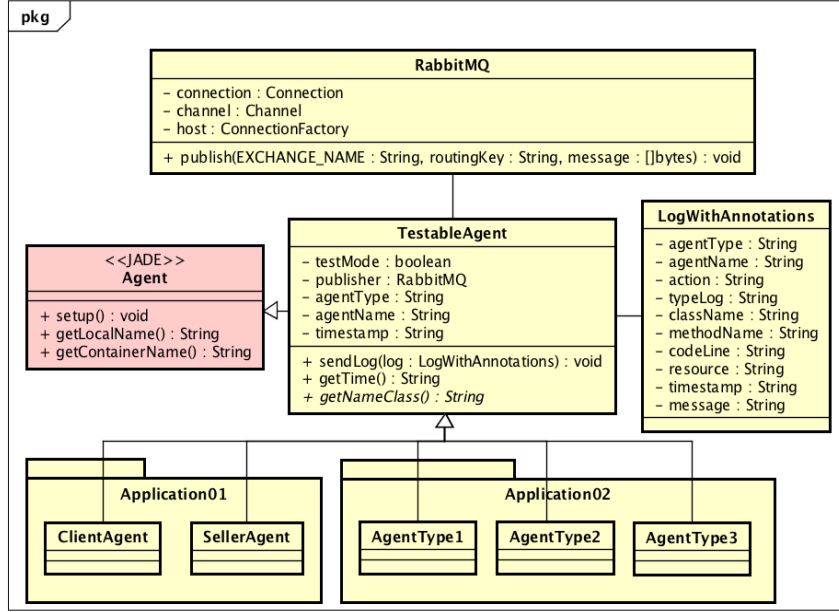 pkg
RabbitMQ
- connection : Connection
- channel : Channel
- host : ConnectionFactory
+ publish(EXCHANGE_NAME : String, routingKey : String, message : []bytes) : void
<<JADE>>
Agent
+ setup() : void
+ getLocalName() : String
+ getContainerName() : String
TestableAgent
- testMode : boolean
- publisher : RabbitMQ
- agentType : String
- agentName : String
- timestamp : String
+ sendLog(log : LogWithAnnotations) : void
+ getTime() : String
+ getNameClass() : String
LogWithAnnotations
- agentType : String
- agentName : String
- action : String
- typeLog : String
- className : String
- methodName : String
- codeLine : String
- resource : String
- timestamp : String
- message : String
Application01
ClientAgent
SellerAgent
Application02
AgentType1
AgentType2
AgentType3